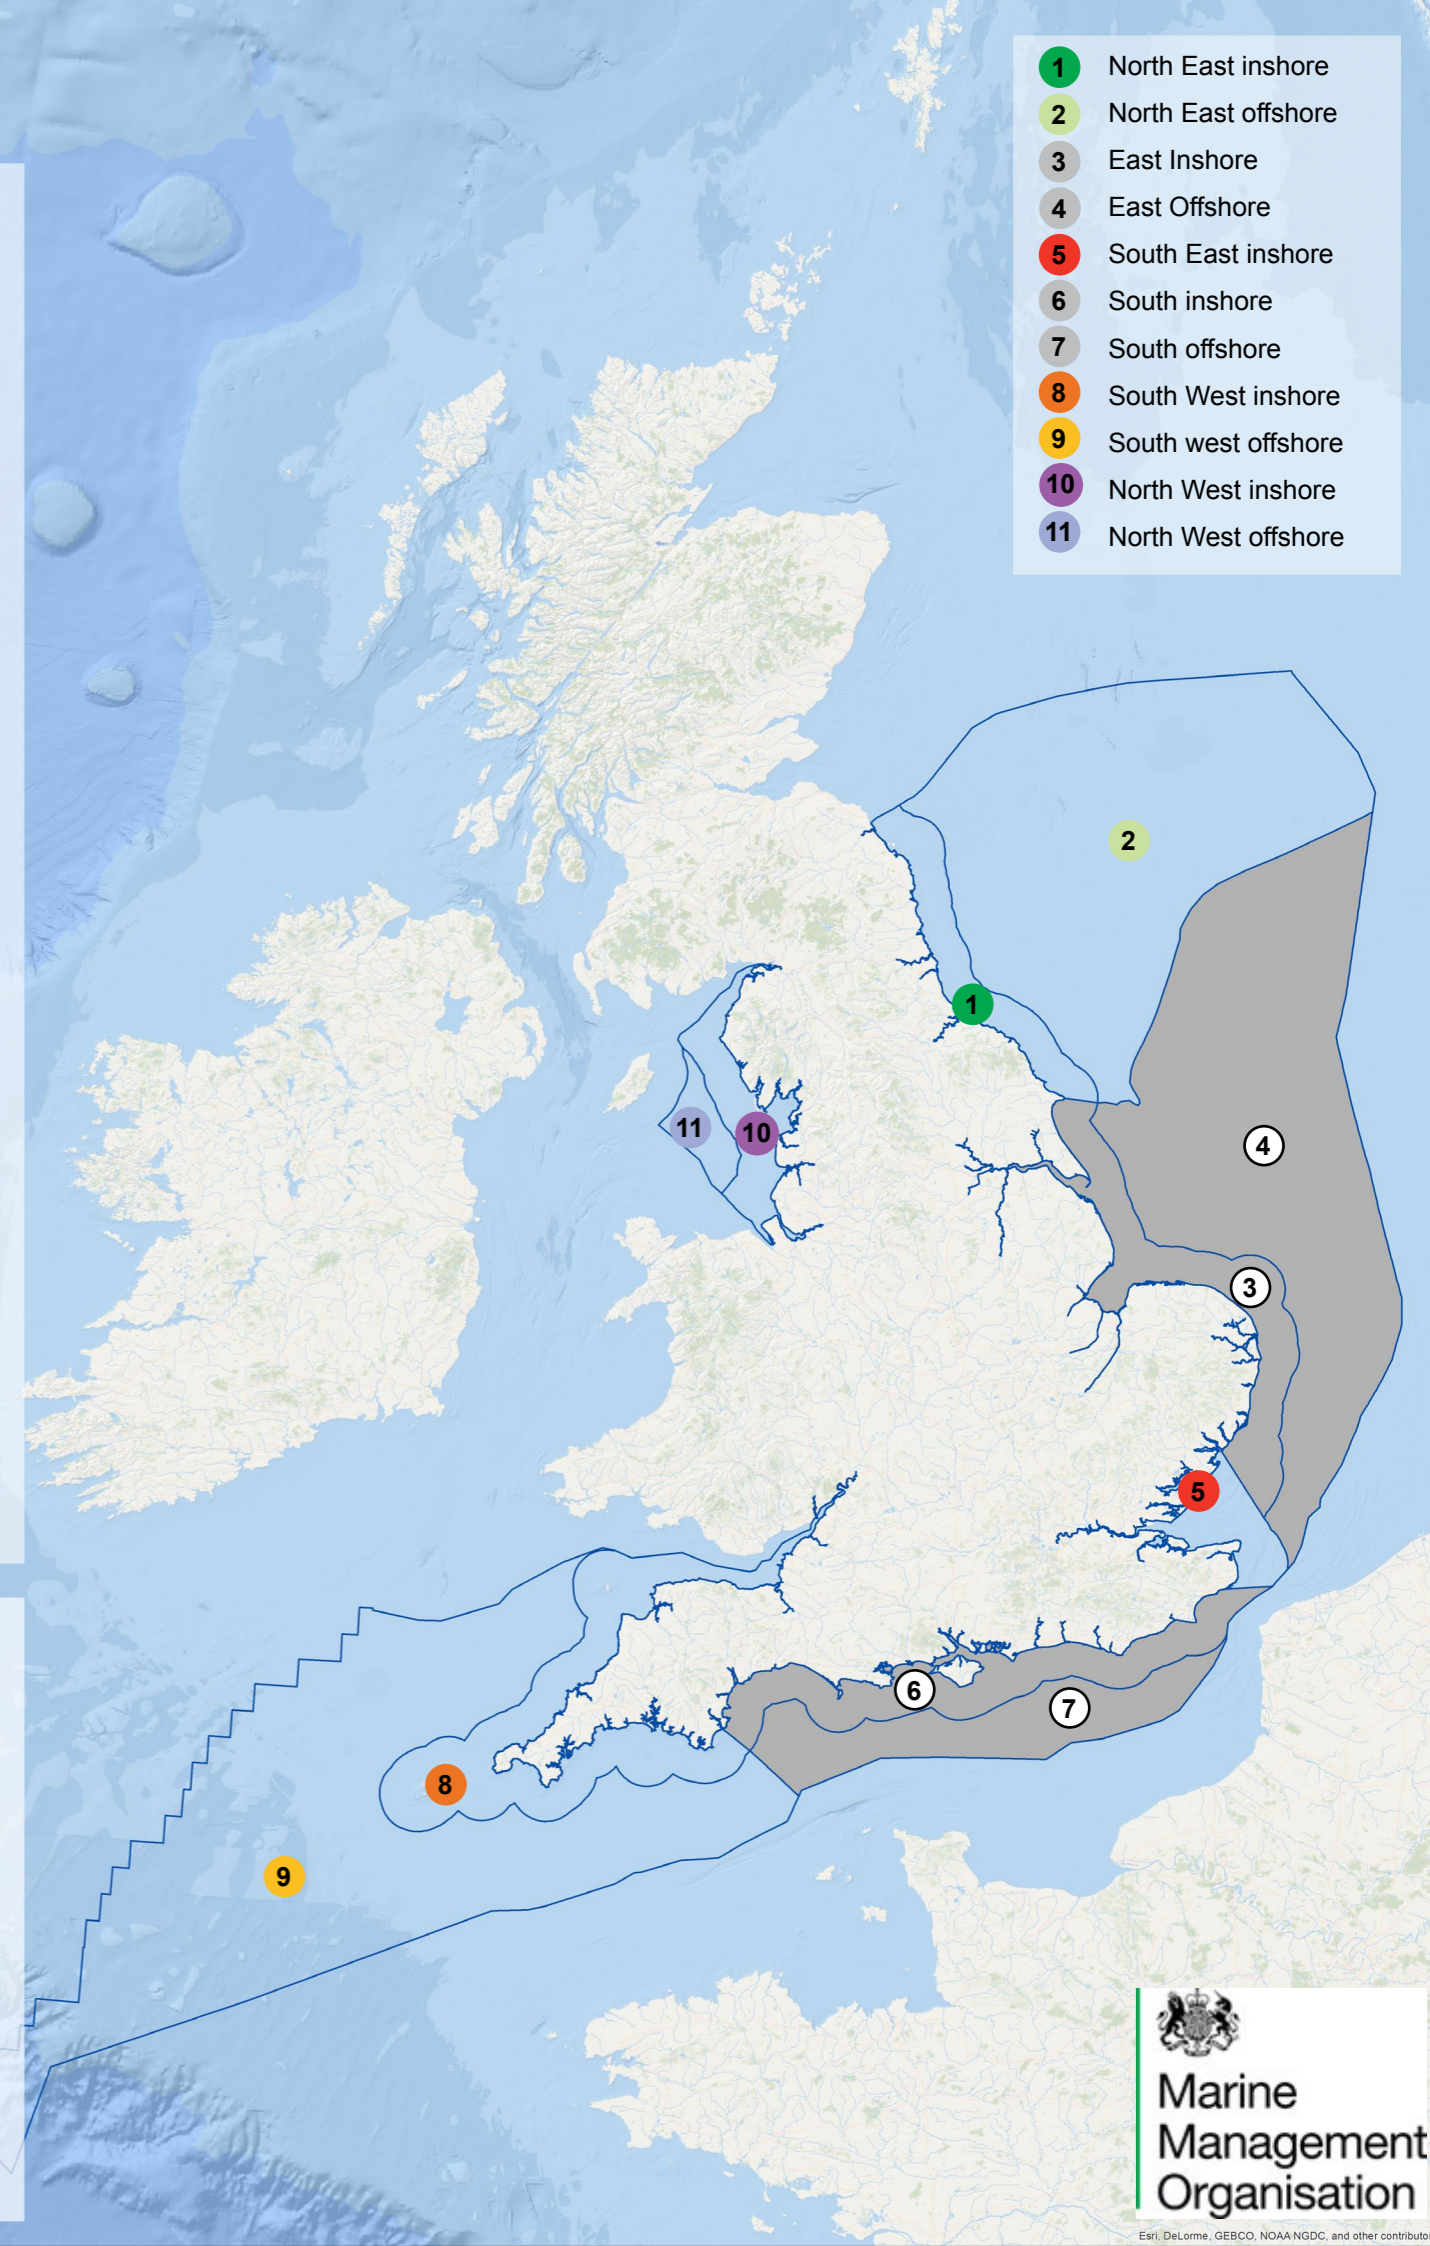 1 North East inshore
2 North East offshore
3 East Inshore
4 East Offshore
5 South East inshore
6 South inshore
7 South offshore
8 South West inshore
9 South west offshore
10 North West inshore
11 North West offshore
2
1
11
10
4
3
5
6
7
8
9
Marine
Management
Organisation
Esri, DeLorme, GEBCO, NOAA NGDC, and other contributo